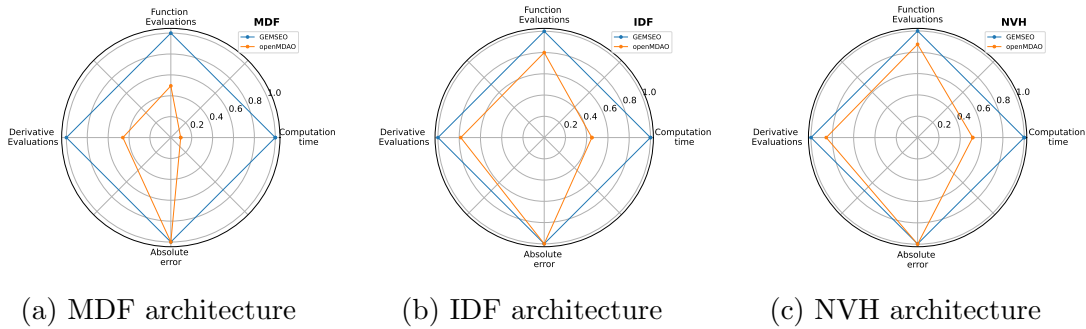 Function
Evaluations
MDF
GEMSEO
openMDAO
1.0
0.8
0.6
0.4
0.2
Derivative
Evaluations
Computation
time
Absolute
error
(a) MDF architecture
Function
Evaluations
IDF
GEMSEO
openMDAO
1.0
0.8
0.6
0.4
0.2
Derivative
Evaluations
Computation
time
Absolute
error
(b) IDF architecture
Function
Evaluations
NVH
GEMSEO
openMDAO
1.0
0.8
0.6
0.4
0.2
Derivative
Evaluations
Computation
time
Absolute
error
(c) NVH architecture